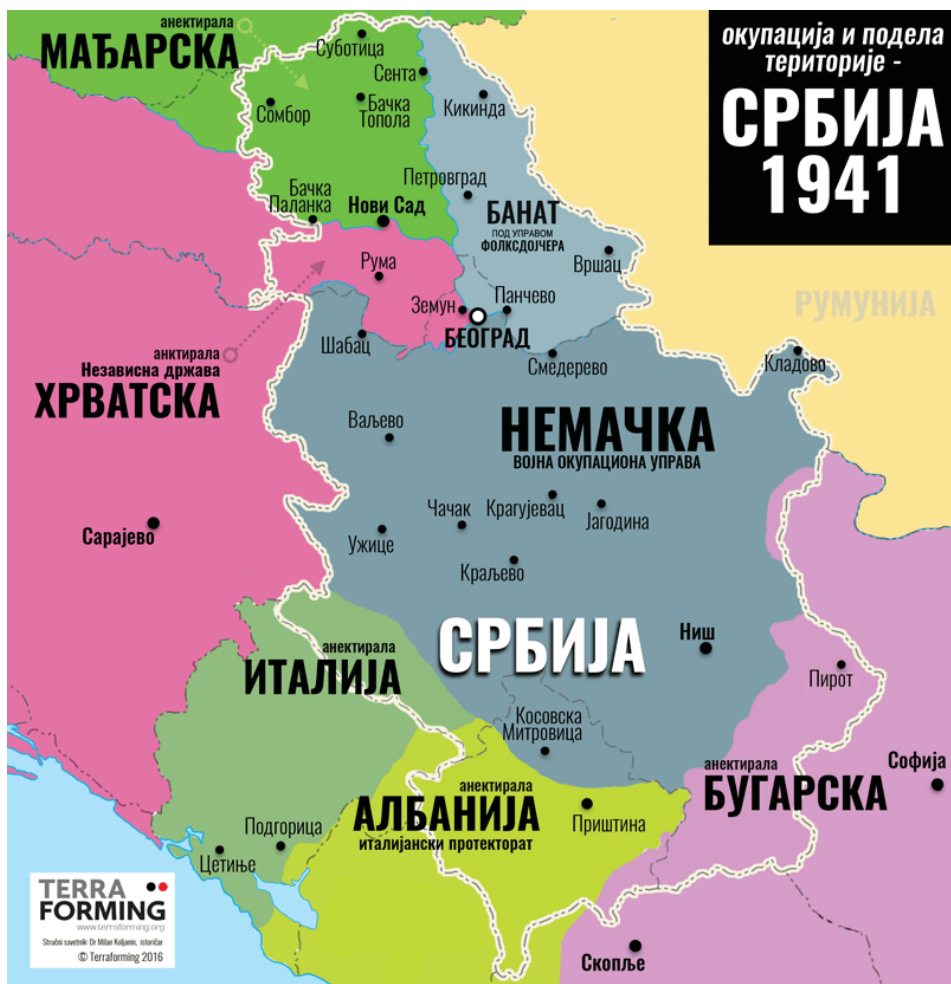 окупација и подела
територије -
СРБИЈА
1941
анектирала
МАЂАРСКА
Суботица
Сента
Сомбор
Бачка
Топола
Кикинда
Бачка
Паланка
Нови Сад
Петровград
БАНАТ
ПОД УПРАВОМ
ФОЛКСДОЈЧЕРА
Вршац
Рума
Земун
Панчево
БЕОГРАД
РУМУНИЈА
Шабац
Смедерево
Кладово
анктирала
Независна држава
ХРВАТСКА
Ваљево
НЕМАЧКА
ВОЈНА ОКУПАЦИОНА УПРАВА
Чачак
Крагујевац
Јагодина
Сарајево
Ужице
Краљево
СРБИЈА
Ниш
Пирот
анектирала
ИТАЛИЈА
Косовска
Митровица
анектирала
БУГАРСКА
Софија
анектирала
АЛБАНИЈА
италијански протекторат
Приштина
Подгорица
Цетиње
Скопље
TERRA
FORMING
www.terraforming.org
Stručni savetnik: Dr Milan Koljanin, istoričar
© Terraforming 2016